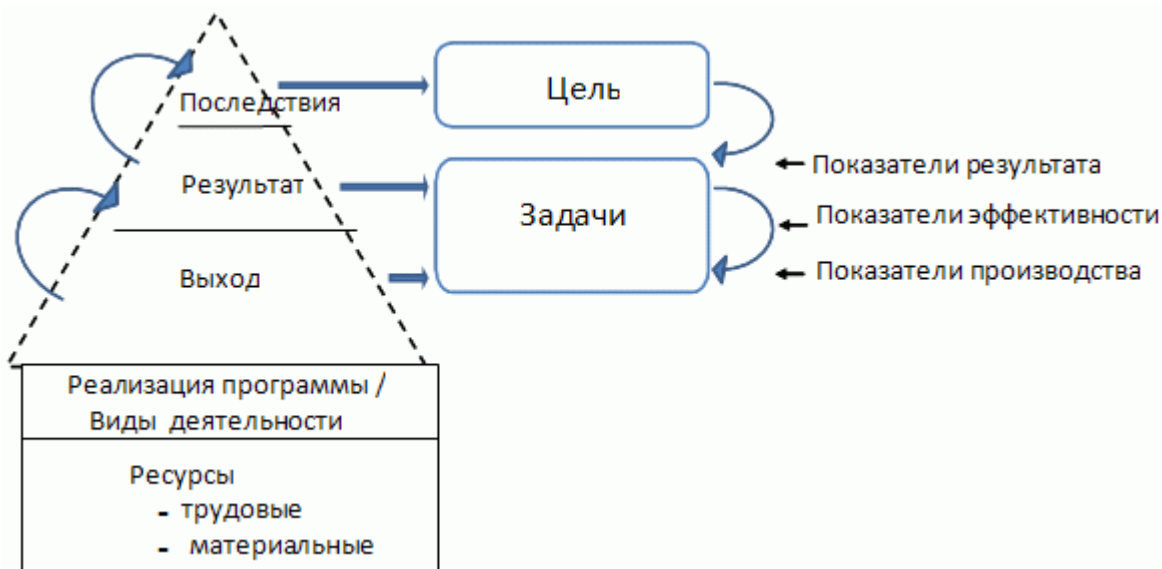 Последствия
Цель
Показатели результата
Результат
Задачи
Показатели эффективности
Выход
Показатели производства
Реализация программы /
Виды деятельности
Ресурсы
- трудовые
- материальные